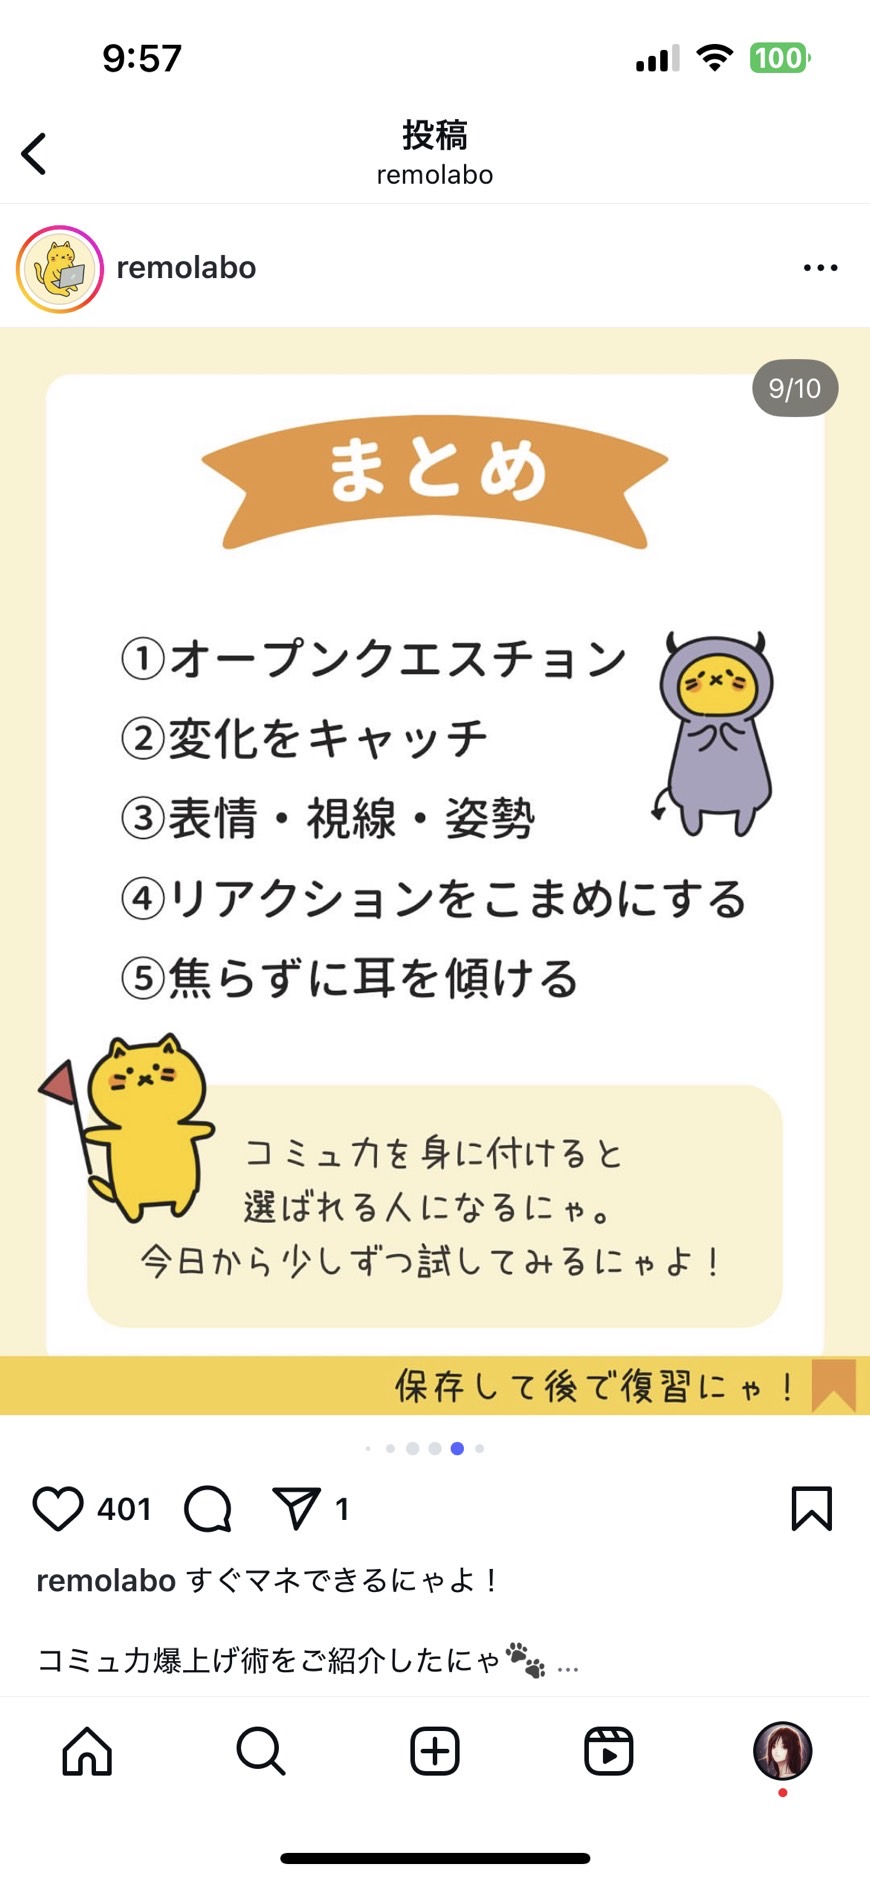 9:57
100
投稿
remolabo
remolabo
9/10
まとめ
①オープンクエスチョン
②変化をキャッチ
③表情・視線・姿勢
④リアクションをこまめにする
⑤焦らずに耳を傾ける
コミュ力を身に付けると
選ばれる人になるにゃ。
今日から少しずつ試してみるにゃよ！
保存して後で復習にゃ！
401 1
remolabo すぐマネできるにゃよ！
コミュ力爆上げ術をご紹介したにゃ🐾 ...